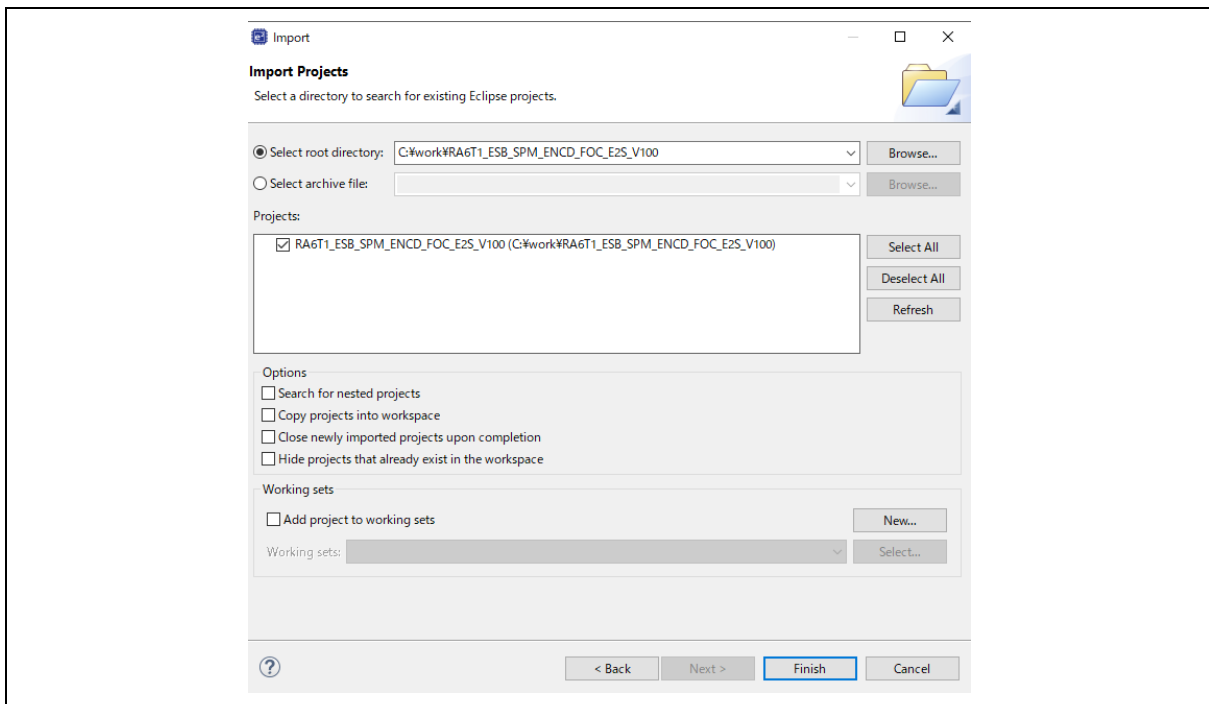 Import
Import Projects
Select a directory to search for existing Eclipse projects.
Select root directory: C:¥work¥RA6T1_ESB_SPM_ENCD_FOC_E2S_V100 Browse...
Select archive file: Browse...
Projects:
RA6T1_ESB_SPM_ENCD_FOC_E2S_V100 (C:¥work¥RA6T1_ESB_SPM_ENCD_FOC_E2S_V100)
Select All
Deselect All
Refresh
Options
Search for nested projects
Copy projects into workspace
Close newly imported projects upon completion
Hide projects that already exist in the workspace
Working sets
Add project to working sets New...
Working sets: Select...
? < Back Next > Finish Cancel